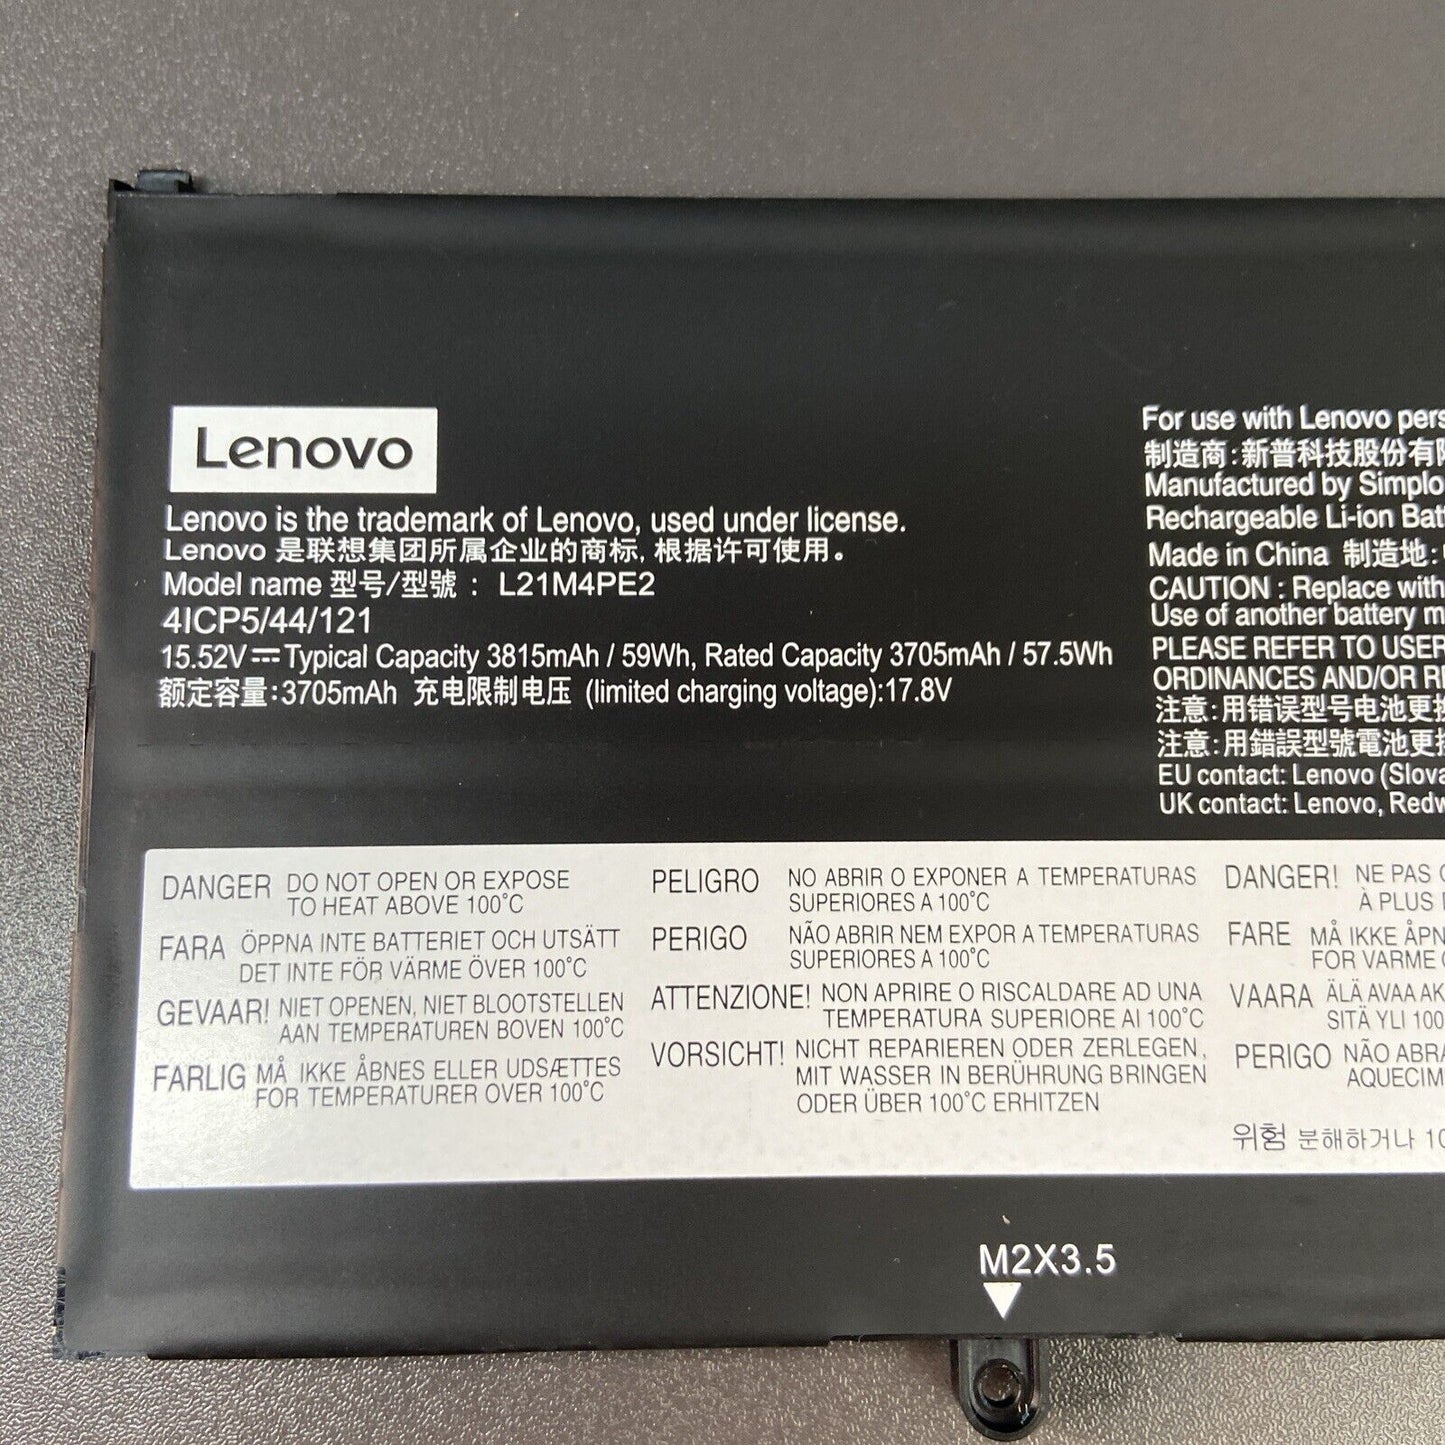 Lenovo
Lenovo is the trademark of Lenovo, used under license.
Lenovo 是联想集团所属企业的商标, 根据许可使用。
Model name 型号/型號 : L21M4PE2
4ICP5/44/121
15.52V⎓Typical Capacity 3815mAh / 59Wh, Rated Capacity 3705mAh / 57.5Wh
额定容量:3705mAh 充电限制电压 (limited charging voltage):17.8V
For use with Lenovo pers
制造商:新普科技股份有
Manufactured by Simplo
Rechargeable Li-ion Bat
Made in China 制造地:
CAUTION : Replace with
Use of another battery m
PLEASE REFER TO USER
ORDINANCES AND/OR R
注意:用错误型号电池更
注意:用錯誤型號電池更
EU contact: Lenovo (Slova
UK contact: Lenovo, Redw
DANGER DO NOT OPEN OR EXPOSE
TO HEAT ABOVE 100°C
FARA ÖPPNA INTE BATTERIET OCH UTSÄTT
DET INTE FÖR VÄRME ÖVER 100°C
GEVAAR! NIET OPENEN, NIET BLOOTSTELLEN
AAN TEMPERATUREN BOVEN 100°C
FARLIG MÅ IKKE ÅBNES ELLER UDSÆTTES
FOR TEMPERATURER OVER 100°C
PELIGRO NO ABRIR O EXPONER A TEMPERATURAS
SUPERIORES A 100°C
PERIGO NÃO ABRIR NEM EXPOR A TEMPERATURAS
SUPERIORES A 100°C
ATTENZIONE! NON APRIRE O RISCALDARE AD UNA
TEMPERATURA SUPERIORE AI 100°C
VORSICHT! NICHT REPARIEREN ODER ZERLEGEN,
MIT WASSER IN BERÜHRUNG BRINGEN
ODER ÜBER 100°C ERHITZEN
DANGER! NE PAS
À PLUS
FARE MÅ IKKE ÅPN
FOR VARME
VAARA ÄLÄ AVAA AK
SITÄ YLI 100
PERIGO NÃO ABRA
AQUECIM
위험 분해하거나 10
M2X3.5